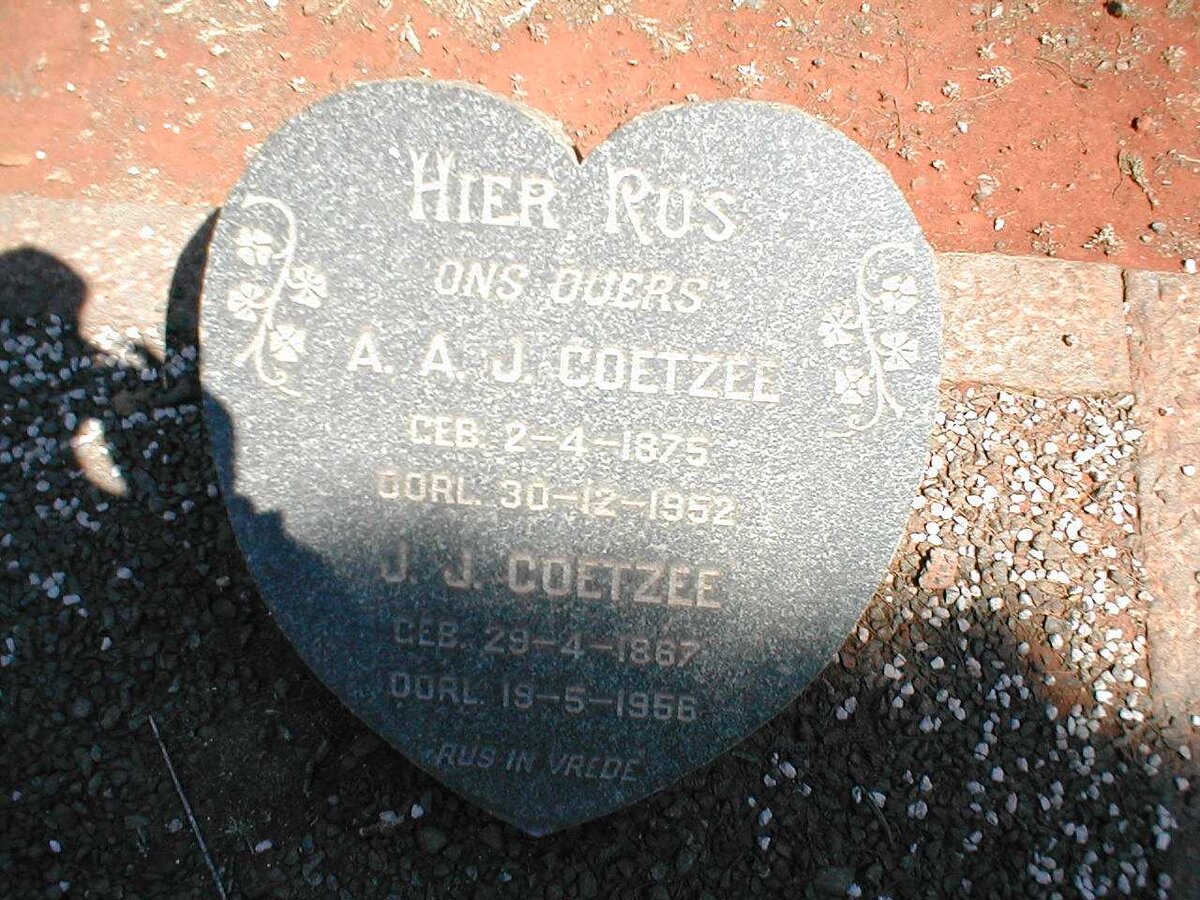 HIER RUS
ONS OUERS
A. A. J. COETZEE
GEB. 2-4-1875
OORL. 30-12-1952
J. J. COETZEE
GEB. 29-4-1867
OORL. 19-5-1956
RUS IN VREDE